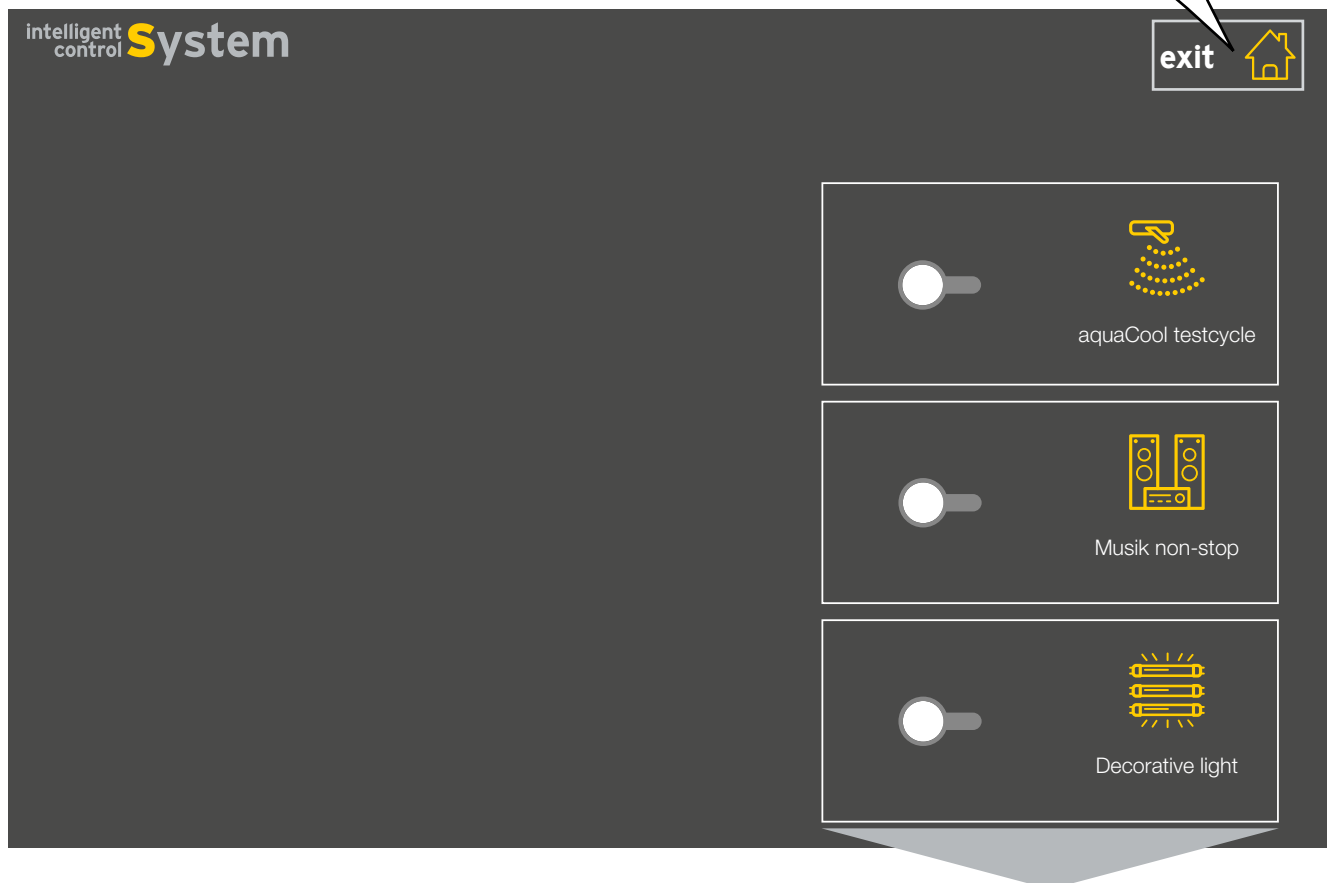 intelligent
control System
exit
aquaCool testcycle
Musik non-stop
Decorative light